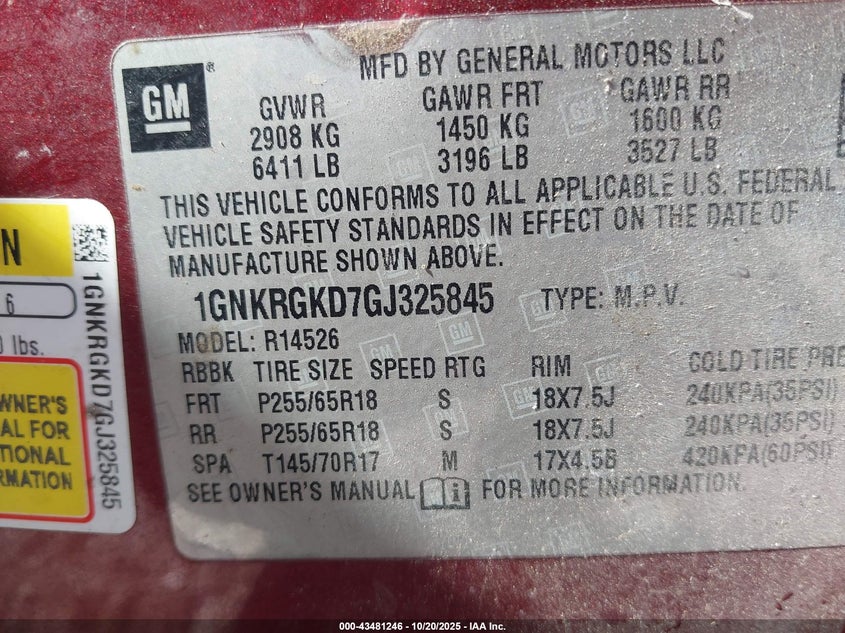 MFD BY GENERAL MOTORS LLC
GM ®
GVWR GAWR FRT GAWR RR
2908 KG 1450 KG 1600 KG
6411 LB 3196 LB 3527 LB
THIS VEHICLE CONFORMS TO ALL APPLICABLE U.S. FEDERAL
VEHICLE SAFETY STANDARDS IN EFFECT ON THE DATE OF
MANUFACTURE SHOWN ABOVE.
1GNKRGKD7GJ325845 TYPE: M.P.V.
MODEL: R14526
RBBK TIRE SIZE SPEED RTG RIM COLD TIRE PRE
FRT P255/65R18 S 18X7.5J 240KPA(35PSI)
RR P255/65R18 S 18X7.5J 240KPA(35PSI)
SPA T145/70R17 M 17X4.5B 420KPA(60PSI)
SEE OWNER'S MANUAL FOR MORE INFORMATION.
N
6
0 lbs.
WNER'S
AL FOR
TIONAL
RMATION
1GNKRGKD7GJ325845
000-43481246 - 10/20/2025 - IAA Inc.